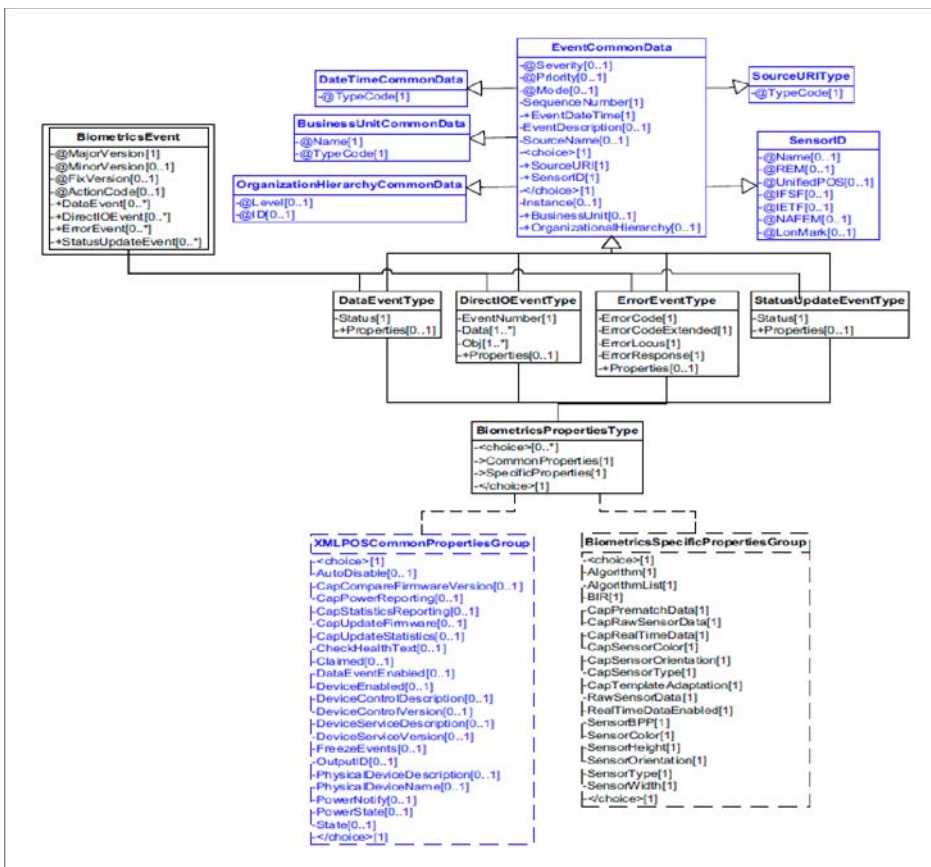 EventCommonData
-@Severity[0..1]
-@Priority[0..1]
-@Mode[0..1]
-SequenceNumber[1]
-+EventDateTime[1]
-EventDescription[0..1]
-SourceName[0..1]
-<choice>[1]
-+SourceURI[1]
-+SensorID[1]
-</choice>[1]
-Instance[0..1]
-+BusinessUnit[0..1]
-+OrganizationalHierarchy[0..1]
DateTimeCommonData
-@TypeCode[1]
SourceURIType
-@TypeCode[1]
BusinessUnitCommonData
-@Name[1]
-@TypeCode[1]
OrganizationHierarchyCommonData
-@Level[0..1]
-@ID[0..1]
SensorID
-@Name[0..1]
-@REM[0..1]
-@UnifiedPOS[0..1]
-@IFSF[0..1]
-@IETF[0..1]
-@NAFEM[0..1]
-@LonMark[0..1]
BiometricsEvent
-@MajorVersion[1]
-@MinorVersion[0..1]
-@FixVersion[0..1]
-@ActionCode[0..1]
-+DataEvent[0..*]
-+DirectIOEvent[0..*]
-+ErrorEvent[0..*]
-+StatusUpdateEvent[0..*]
DataEventType
-Status[1]
-+Properties[0..1]
DirectIOEventType
-EventNumber[1]
-Data[1..*]
-Obj[1..*]
-+Properties[0..1]
ErrorEventType
-ErrorCode[1]
-ErrorCodeExtended[1]
-ErrorLocus[1]
-ErrorResponse[1]
-+Properties[0..1]
StatusUpdateEventType
-Status[1]
-+Properties[0..1]
BiometricsPropertiesType
-<choice>[0..*]
->CommonProperties[1]
->SpecificProperties[1]
-</choice>[1]
XMLPOSCommonPropertiesGroup
-<choice>[1]
-AutoDisable[0..1]
-CapCompareFirmwareVersion[0..1]
-CapPowerReporting[0..1]
-CapStatisticsReporting[0..1]
-CapUpdateFirmware[0..1]
-CapUpdateStatistics[0..1]
-CheckHealthText[0..1]
-Claimed[0..1]
-DataEventEnabled[0..1]
-DeviceEnabled[0..1]
-DeviceControlDescription[0..1]
-DeviceControlVersion[0..1]
-DeviceServiceDescription[0..1]
-DeviceServiceVersion[0..1]
-FreezeEvents[0..1]
-OutputID[0..1]
-PhysicalDeviceDescription[0..1]
-PhysicalDeviceName[0..1]
-PowerNotify[0..1]
-PowerState[0..1]
-State[0..1]
-</choice>[1]
BiometricsSpecificPropertiesGroup
-<choice>[1]
-Algorithm[1]
-AlgorithmList[1]
-BIR[1]
-CapPrematchData[1]
-CapRawSensorData[1]
-CapRealTimeData[1]
-CapSensorColor[1]
-CapSensorOrientation[1]
-CapSensorType[1]
-CapTemplateAdaptation[1]
-RawSensorData[1]
-RealTimeDataEnabled[1]
-SensorBPP[1]
-SensorColor[1]
-SensorHeight[1]
-SensorOrientation[1]
-SensorType[1]
-SensorWidth[1]
-</choice>[1]